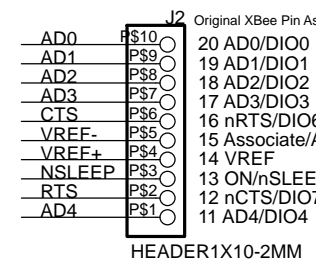 J2 Original XBee Pin As
AD0 P$10 20 AD0/DIO0
AD1 P$9 19 AD1/DIO1
AD2 P$8 18 AD2/DIO2
AD3 P$7 17 AD3/DIO3
CTS P$6 16 nRTS/DIO6
VREF- P$5 15 Associate/A
VREF+ P$4 14 VREF
NSLEEP P$3 13 ON/nSLEE
RTS P$2 12 nCTS/DIO7
AD4 P$1 11 AD4/DIO4
HEADER1X10-2MM